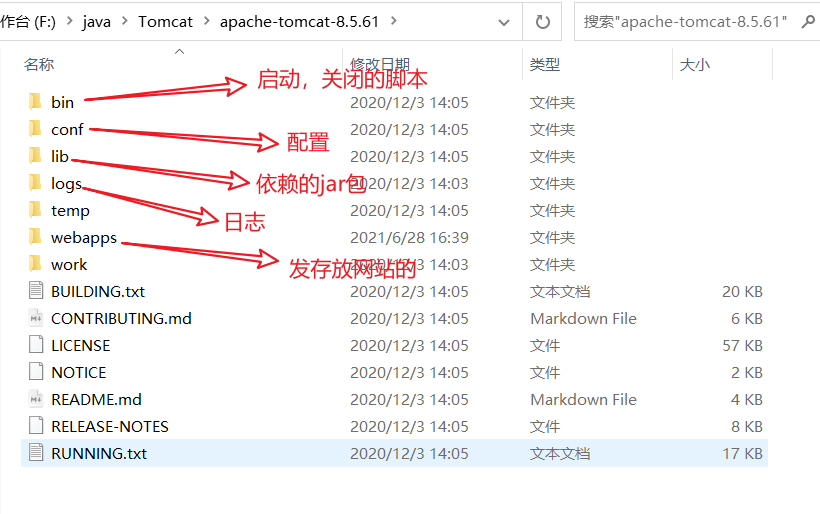 作台 (F:) > java > Tomcat > apache-tomcat-8.5.61 >
搜索"apache-tomcat-8.5.61"
名称 修改日期 类型 大小
启动，关闭的脚本
bin 2020/12/3 14:05 文件夹
conf 2020/12/3 14:05 文件夹
配置
lib 2020/12/3 14:05 文件夹
依赖的jar包
logs 2020/12/3 14:03 文件夹
temp 2020/12/3 14:05 文件夹
日志
webapps 2021/6/28 16:39 文件夹
work 2020/12/3 14:03 文件夹
发存放网站的
BUILDING.txt 2020/12/3 14:05 文本文档 20 KB
CONTRIBUTING.md 2020/12/3 14:05 Markdown File 6 KB
LICENSE 2020/12/3 14:05 文件 57 KB
NOTICE 2020/12/3 14:05 文件 2 KB
README.md 2020/12/3 14:05 Markdown File 4 KB
RELEASE-NOTES 2020/12/3 14:05 文件 8 KB
RUNNING.txt 2020/12/3 14:05 文本文档 17 KB